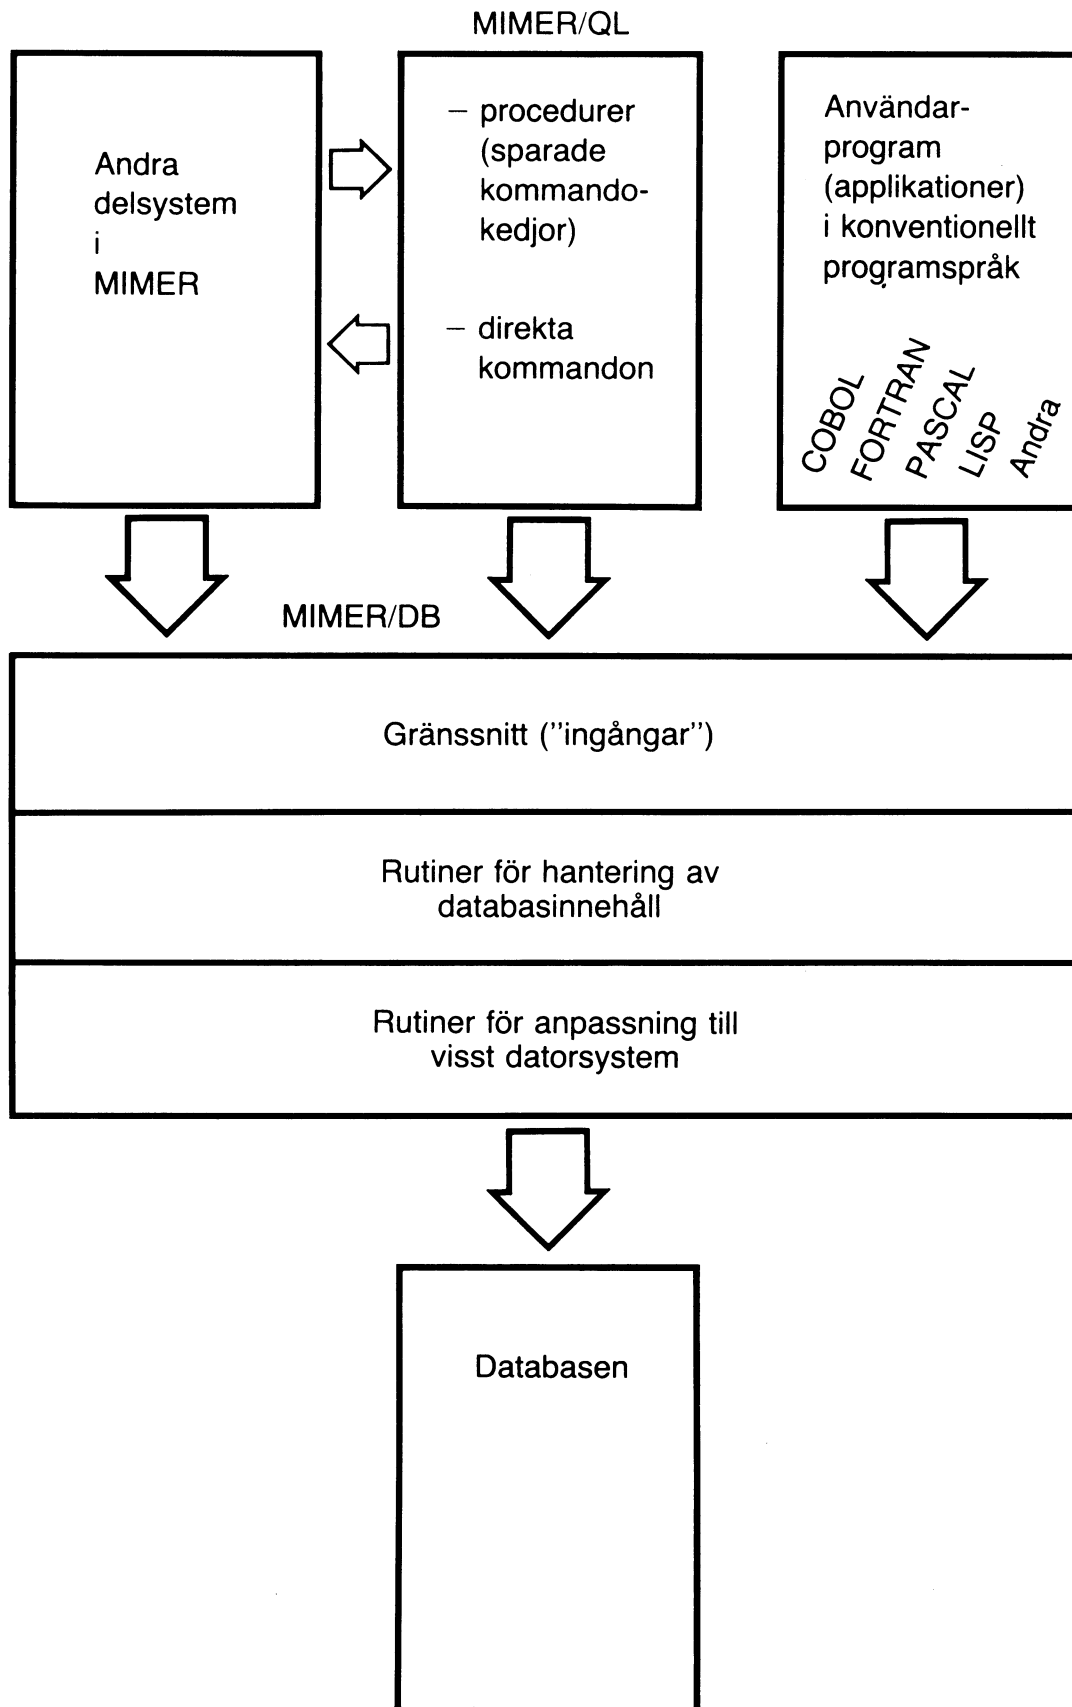 MIMER/QL
Andra
delsystem
i
MIMER
– procedurer
(sparade
kommando-
kedjor)
– direkta
kommandon
Användar-
program
(applikationer)
i konventionellt
programspråk
COBOL
FORTRAN
PASCAL
LISP
Andra
MIMER/DB
Gränssnitt (”ingångar”)
Rutiner för hantering av
databasinnehåll
Rutiner för anpassning till
visst datorsystem
Databasen